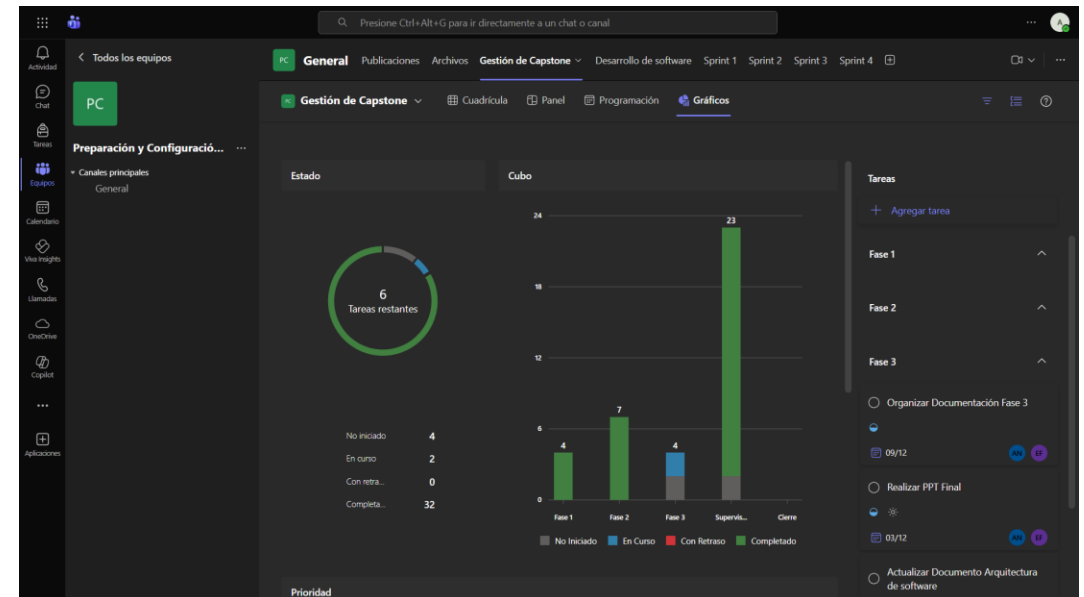 Presione Ctrl+Alt+G para ir directamente a un chat o canal
A
Actividad
Chat
Tareas
Equipos
Calendario
Viva Insights
Llamadas
OneDrive
Copilot
Aplicaciones
Todos los equipos
PC
Preparación y Configuració...
Canales principales
General
PC
General Publicaciones Archivos Gestión de Capstone Desarrollo de software Sprint 1 Sprint 2 Sprint 3 Sprint 4
Gestión de Capstone Cuadrícula Panel Programación Gráficos
Estado
6
Tareas restantes
No iniciado 4
En curso 2
Con retra... 0
Completa... 32
Cubo
24
18
12
6
0
4
7
4
23
Fase 1 Fase 2 Fase 3 Supervis... Cierre
No Iniciado En Curso Con Retraso Completado
Prioridad
Tareas
Agregar tarea
Fase 1
Fase 2
Fase 3
Organizar Documentación Fase 3
09/12 AN EF
Realizar PPT Final
03/12 AN EF
Actualizar Documento Arquitectura
de software